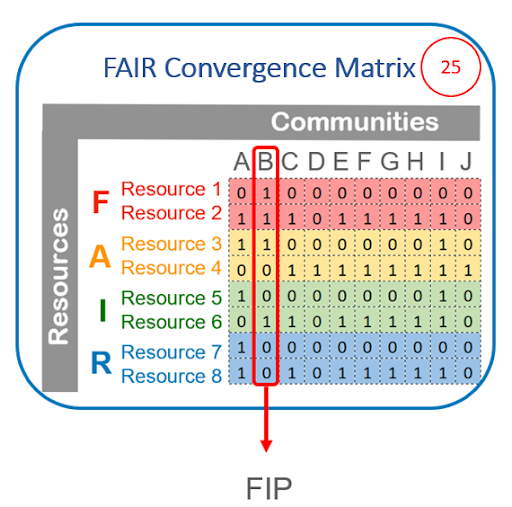 FAIR Convergence Matrix 25
Communities
A B C D E F G H I J
Resources
F
Resource 1 0 1 0 0 0 0 0 0 1 0
Resource 2 1 1 1 0 1 1 1 1 1 0
A
Resource 3 1 1 0 0 0 0 0 0 1 0
Resource 4 0 0 1 1 1 1 1 1 1 1
I
Resource 5 1 0 0 0 0 0 0 0 1 0
Resource 6 0 1 1 0 1 1 1 1 1 0
R
Resource 7 1 0 0 0 0 0 0 0 1 0
Resource 8 1 0 1 0 1 1 1 1 1 0
FIP